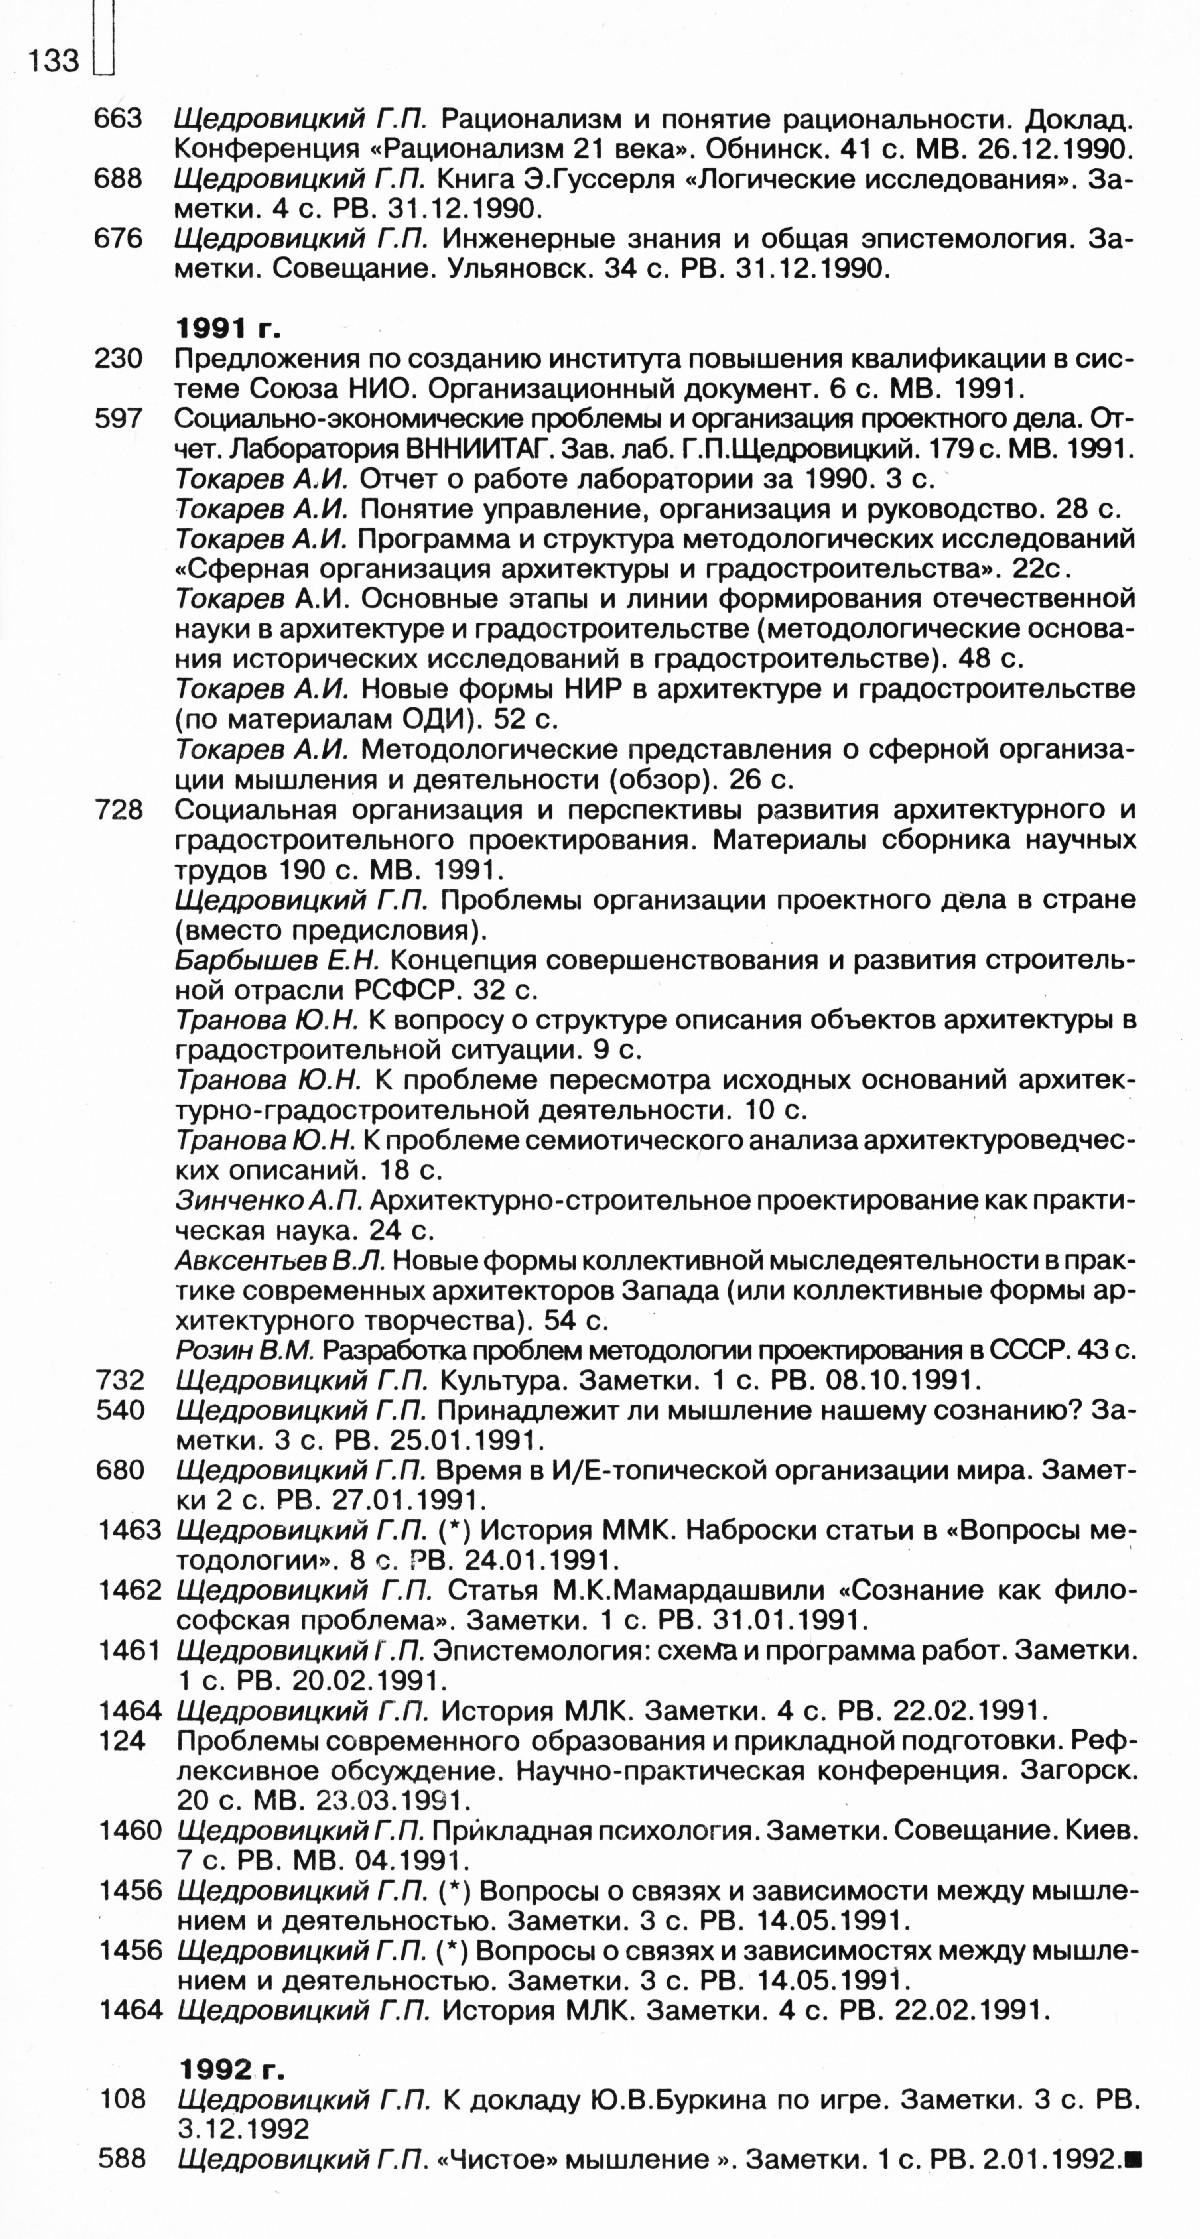 133
663 Щедровицкий Г.П. Рационализм и понятие рациональности. Доклад.
Конференция «Рационализм 21 века». Обнинск. 41 с. МВ. 26.12.1990.
688 Щедровицкий Г.П. Книга Э.Гуссерля «Логические исследования». За-
метки. 4 с. РВ. 31.12.1990.
676 Щедровицкий Г.П. Инженерные знания и общая эпистемология. За-
метки. Совещание. Ульяновск. 34 с. РВ. 31.12.1990.
1991 г.
230 Предложения по созданию института повышения квалификации в сис-
теме Союза НИО. Организационный документ. 6 с. МВ. 1991.
597 Социально-экономические проблемы и организация проектного дела. От-
чет. Лаборатория ВННИИТАГ. Зав. лаб. Г.П.Щедровицкий. 179 с. МВ. 1991.
Токарев А.И. Отчет о работе лаборатории за 1990. 3 с.
Токарев А.И. Понятие управление, организация и руководство. 28 с.
Токарев А.И. Программа и структура методологических исследований
«Сферная организация архитектуры и градостроительства». 22с.
Токарев А.И. Основные этапы и линии формирования отечественной
науки в архитектуре и градостроительстве (методологические основа-
ния исторических исследований в градостроительстве). 48 с.
Токарев А.И. Новые формы НИР в архитектуре и градостроительстве
(по материалам ОДИ). 52 с.
Токарев А.И. Методологические представления о сферной организа-
ции мышления и деятельности (обзор). 26 с.
728 Социальная организация и перспективы развития архитектурного и
градостроительного проектирования. Материалы сборника научных
трудов 190 с. МВ. 1991.
Щедровицкий Г.П. Проблемы организации проектного дела в стране
(вместо предисловия).
Барбышев Е.Н. Концепция совершенствования и развития строитель-
ной отрасли РСФСР. 32 с.
Транова Ю.Н. К вопросу о структуре описания объектов архитектуры в
градостроительной ситуации. 9 с.
Транова Ю.Н. К проблеме пересмотра исходных оснований архитек-
турно-градостроительной деятельности. 10 с.
Транова Ю.Н. К проблеме семиотического анализа архитектуроведчес-
ких описаний. 18 с.
Зинченко А.П. Архитектурно-строительное проектирование как практи-
ческая наука. 24 с.
Авксентьев В.Л. Новые формы коллективной мыследеятельности в прак-
тике современных архитекторов Запада (или коллективные формы ар-
хитектурного творчества). 54 с.
Розин В.М. Разработка проблем методологии проектирования в СССР. 43 с.
732 Щедровицкий Г.П. Культура. Заметки. 1 с. РВ. 08.10.1991.
540 Щедровицкий Г.П. Принадлежит ли мышление нашему сознанию? За-
метки. 3 с. РВ. 25.01.1991.
680 Щедровицкий Г.П. Время в И/Е-топической организации мира. Замет-
ки 2 с. РВ. 27.01.1991.
1463 Щедровицкий Г.П. (*) История ММК. Наброски статьи в «Вопросы ме-
тодологии». 8 с. РВ. 24.01.1991.
1462 Щедровицкий Г.П. Статья М.К.Мамардашвили «Сознание как фило-
софская проблема». Заметки. 1 с. РВ. 31.01.1991.
1461 Щедровицкий Г.П. Эпистемология: схема и программа работ. Заметки.
1 с. РВ. 20.02.1991.
1464 Щедровицкий Г.П. История МЛК. Заметки. 4 с. РВ. 22.02.1991.
124 Проблемы современного образования и прикладной подготовки. Реф-
лексивное обсуждение. Научно-практическая конференция. Загорск.
20 с. МВ. 23.03.1991.
1460 Щедровицкий Г.П. Прикладная психология. Заметки. Совещание. Киев.
7 с. РВ. МВ. 04.1991.
1456 Щедровицкий Г.П. (*) Вопросы о связях и зависимости между мышле-
нием и деятельностью. Заметки. 3 с. РВ. 14.05.1991.
1456 Щедровицкий Г.П. (*) Вопросы о связях и зависимостях между мышле-
нием и деятельностью. Заметки. 3 с. РВ. 14.05.1991.
1464 Щедровицкий Г.П. История МЛК. Заметки. 4 с. РВ. 22.02.1991.
1992 г.
108 Щедровицкий Г.П. К докладу Ю.В.Буркина по игре. Заметки. 3 с. РВ.
3.12.1992
588 Щедровицкий Г.П. «Чистое» мышление ». Заметки. 1 с. РВ. 2.01.1992.■